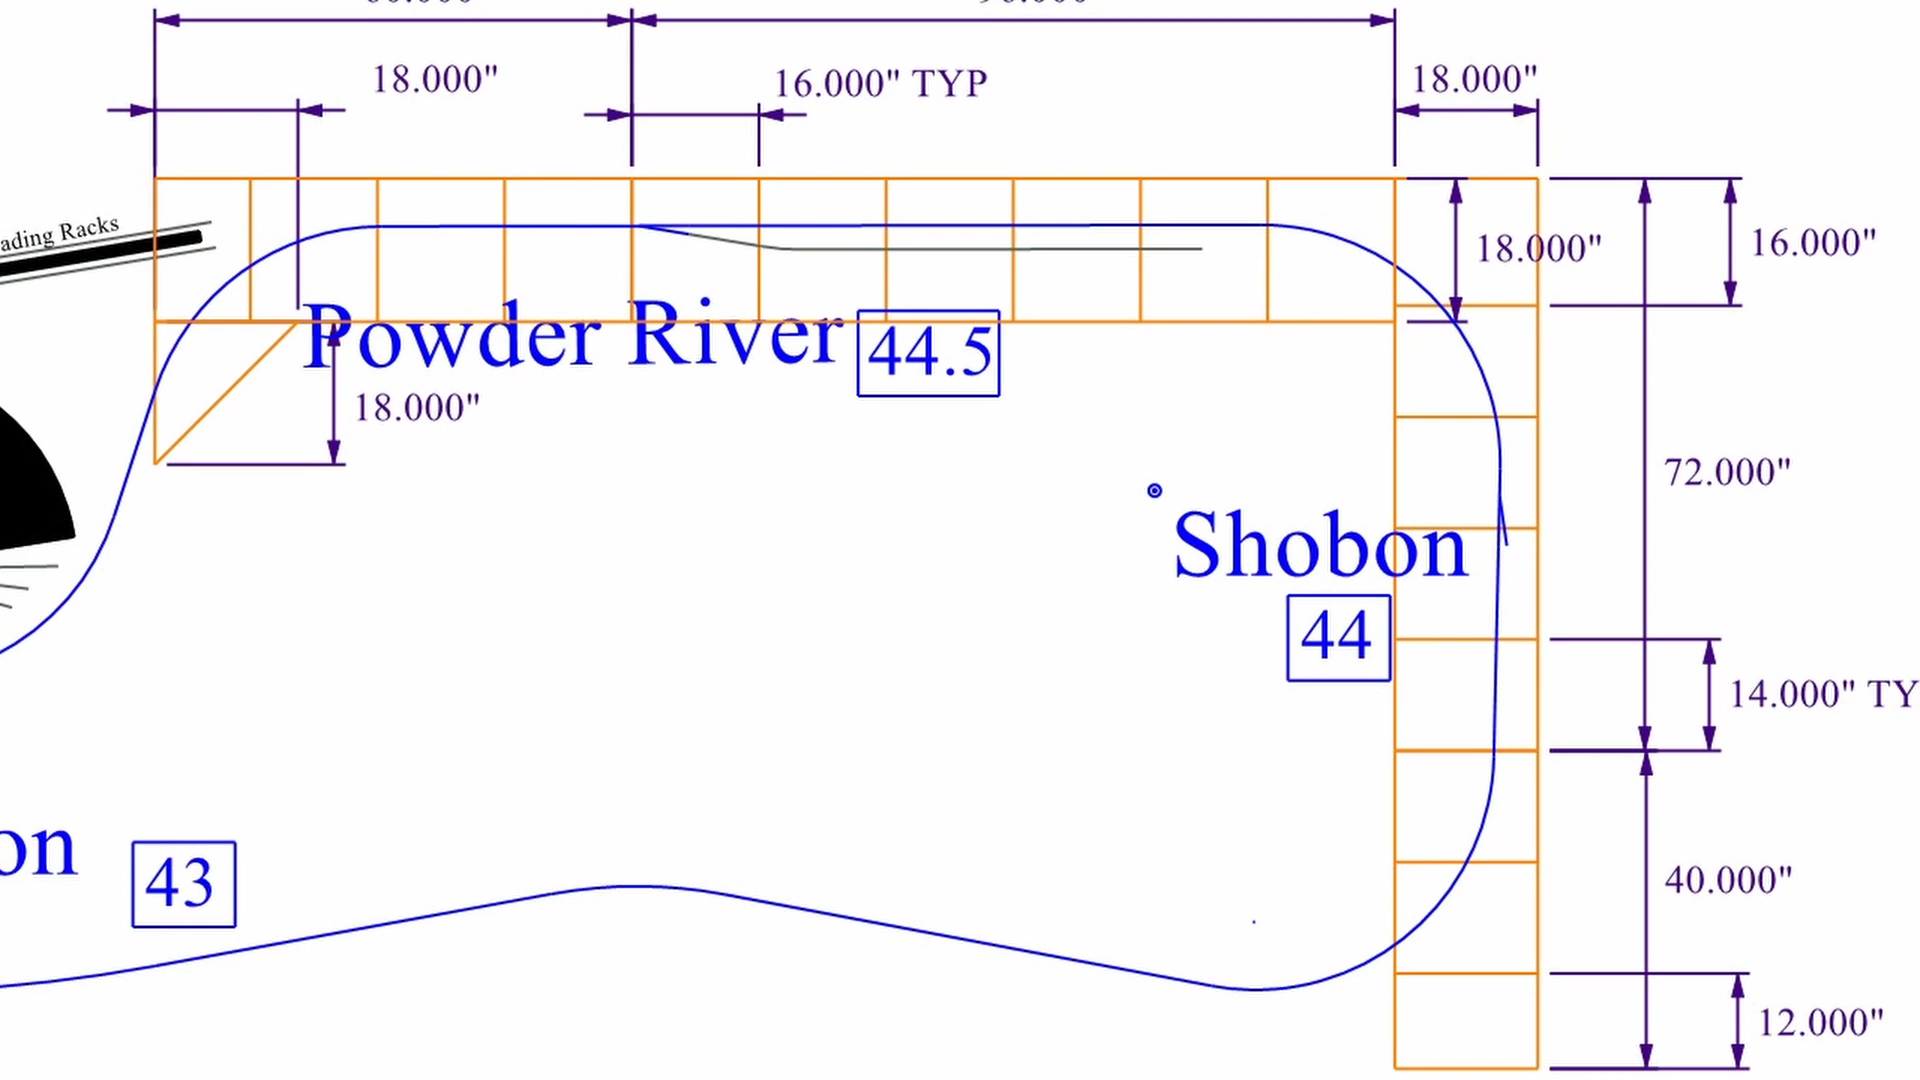 18.000"
16.000" TYP
18.000"
ading Racks
18.000"
16.000"
Powder River
44.5
18.000"
72.000"
Shobon
44
14.000" TY
on
43
40.000"
12.000"